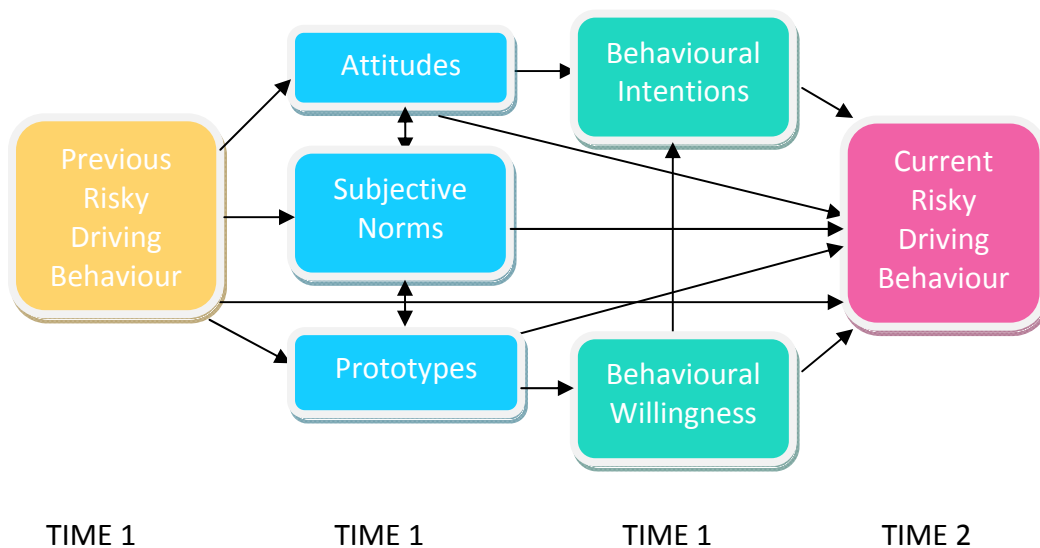 Previous
Risky
Driving
Behaviour
Attitudes
Subjective
Norms
Prototypes
Behavioural
Intentions
Behavioural
Willingness
Current
Risky
Driving
Behaviour
TIME 1
TIME 1
TIME 1
TIME 2